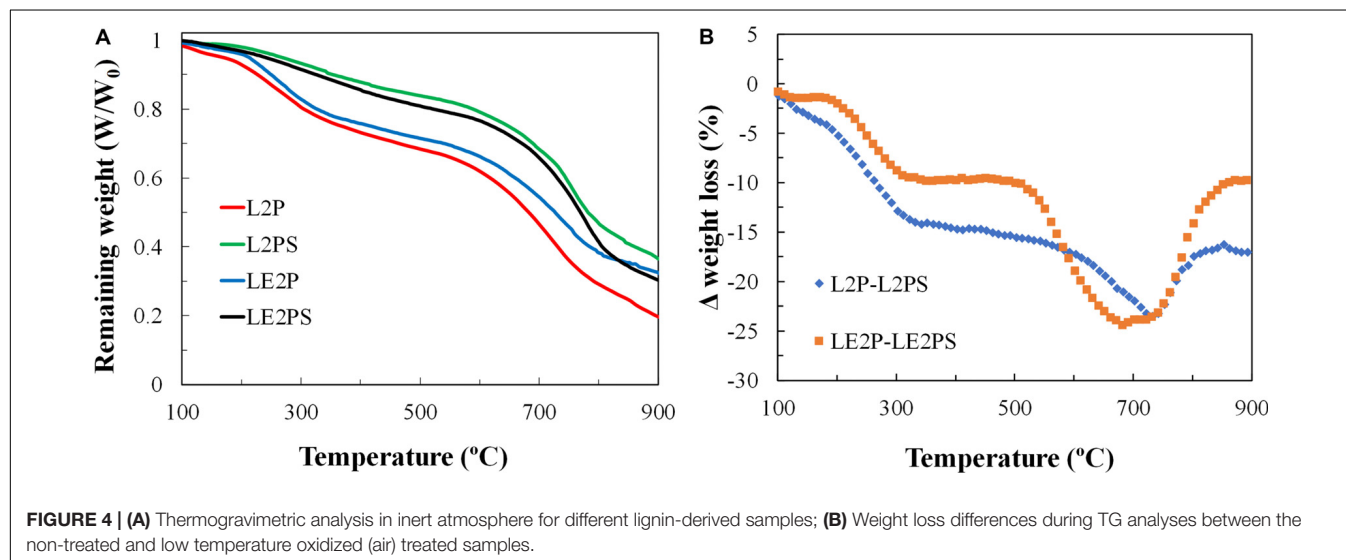 A
Remaining weight (W/W0)
1
0.8
0.6
0.4
0.2
0
L2P
L2PS
LE2P
LE2PS
100
300
500
700
900
Temperature (ºC)
B
Δ weight loss (%)
5
0
-5
-10
-15
-20
-25
-30
L2P-L2PS
LE2P-LE2PS
100
300
500
700
900
Temperature (ºC)
FIGURE 4 | (A) Thermogravimetric analysis in inert atmosphere for different lignin-derived samples; (B) Weight loss differences during TG analyses between the
non-treated and low temperature oxidized (air) treated samples.